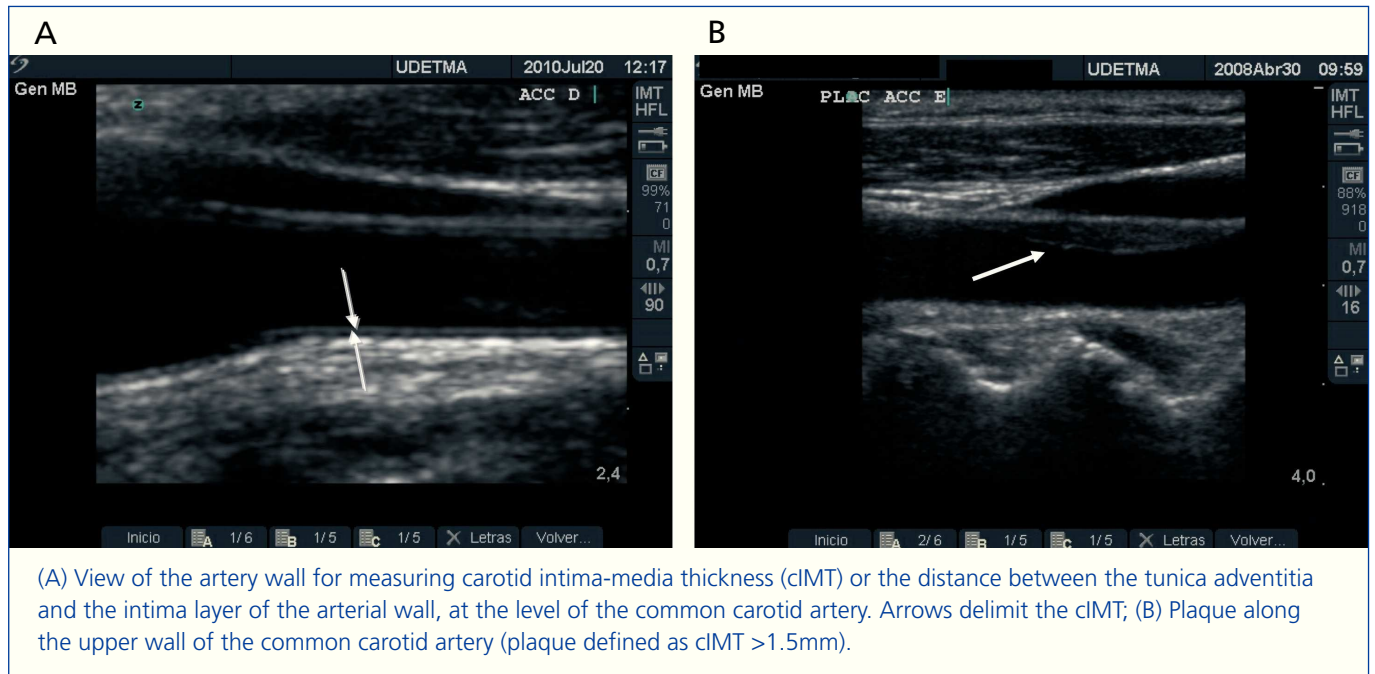 A
UDETMA 2010Jul20 12:17
Gen MB
ACC D
IMT
HFL
z
CF
99%
71
0
MI
0,7
90
2,4
Inicio A 1/6 B 1/5 C 1/5 Letras Volver...
B
UDETMA 2008Abr30 09:59
Gen MB
PLAC ACC E
IMT
HFL
CF
88%
918
0
MI
0,7
16
4,0
Inicio A 2/6 B 1/5 C 1/5 Letras Volver...
(A) View of the artery wall for measuring carotid intima-media thickness (cIMT) or the distance between the tunica adventitia
and the intima layer of the arterial wall, at the level of the common carotid artery. Arrows delimit the cIMT; (B) Plaque along
the upper wall of the common carotid artery (plaque defined as cIMT >1.5mm).